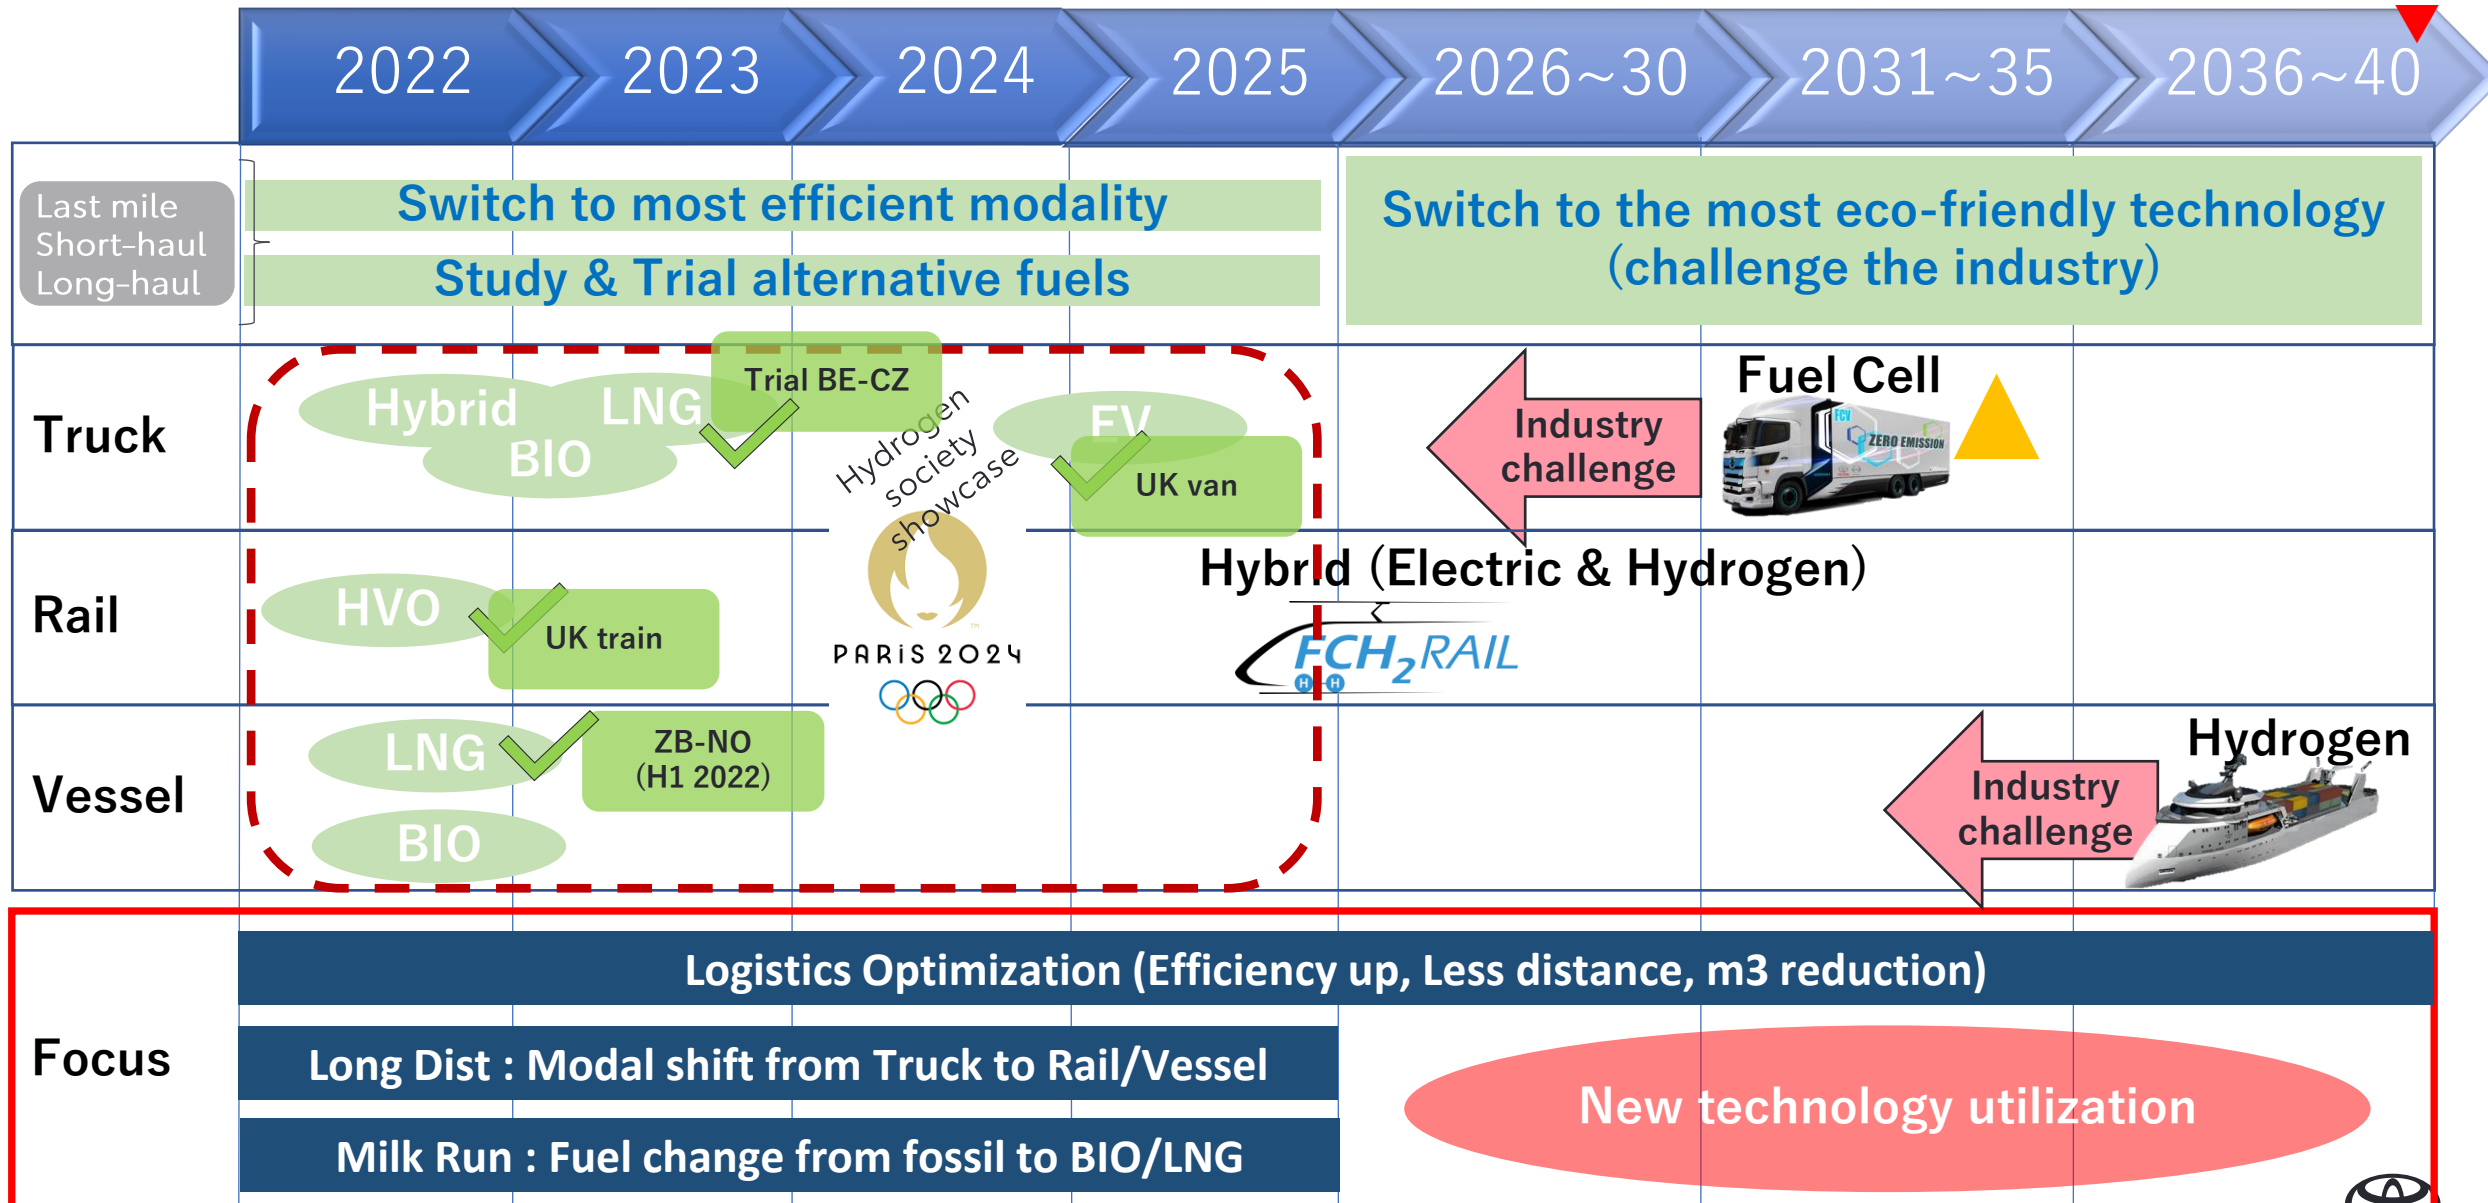 2022
2023
2024
2025
2026~30
2031~35
2036~40
Last mile
Short-haul
Long-haul
Switch to most efficient modality
Study & Trial alternative fuels
Switch to the most eco-friendly technology
(challenge the industry)
Truck
Hybrid
LNG
BIO
Trial BE-CZ
Hydrogen
society
showcase
EV
UK van
Industry
challenge
Fuel Cell
FCV
ZERO EMISSION
Rail
HVO
UK train
PARIS 2024
Hybrid (Electric & Hydrogen)
FCH2RAIL
H H
Vessel
LNG
BIO
ZB-NO
(H1 2022)
Industry
challenge
Hydrogen
Focus
Logistics Optimization (Efficiency up, Less distance, m3 reduction)
Long Dist : Modal shift from Truck to Rail/Vessel
Milk Run : Fuel change from fossil to BIO/LNG
New technology utilization